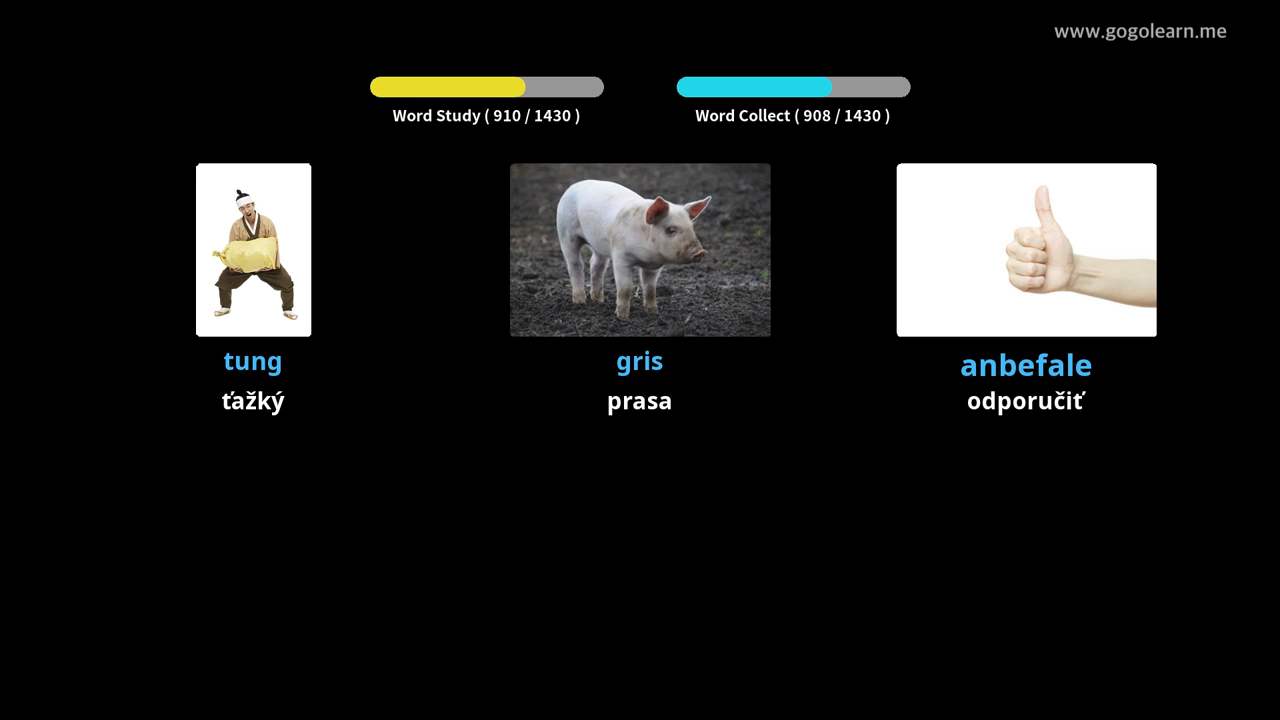 www.gogolearn.me
Word Study ( 910 / 1430 )
Word Collect ( 908 / 1430 )
tung
ťažký
gris
prasa
anbefale
odporučiť